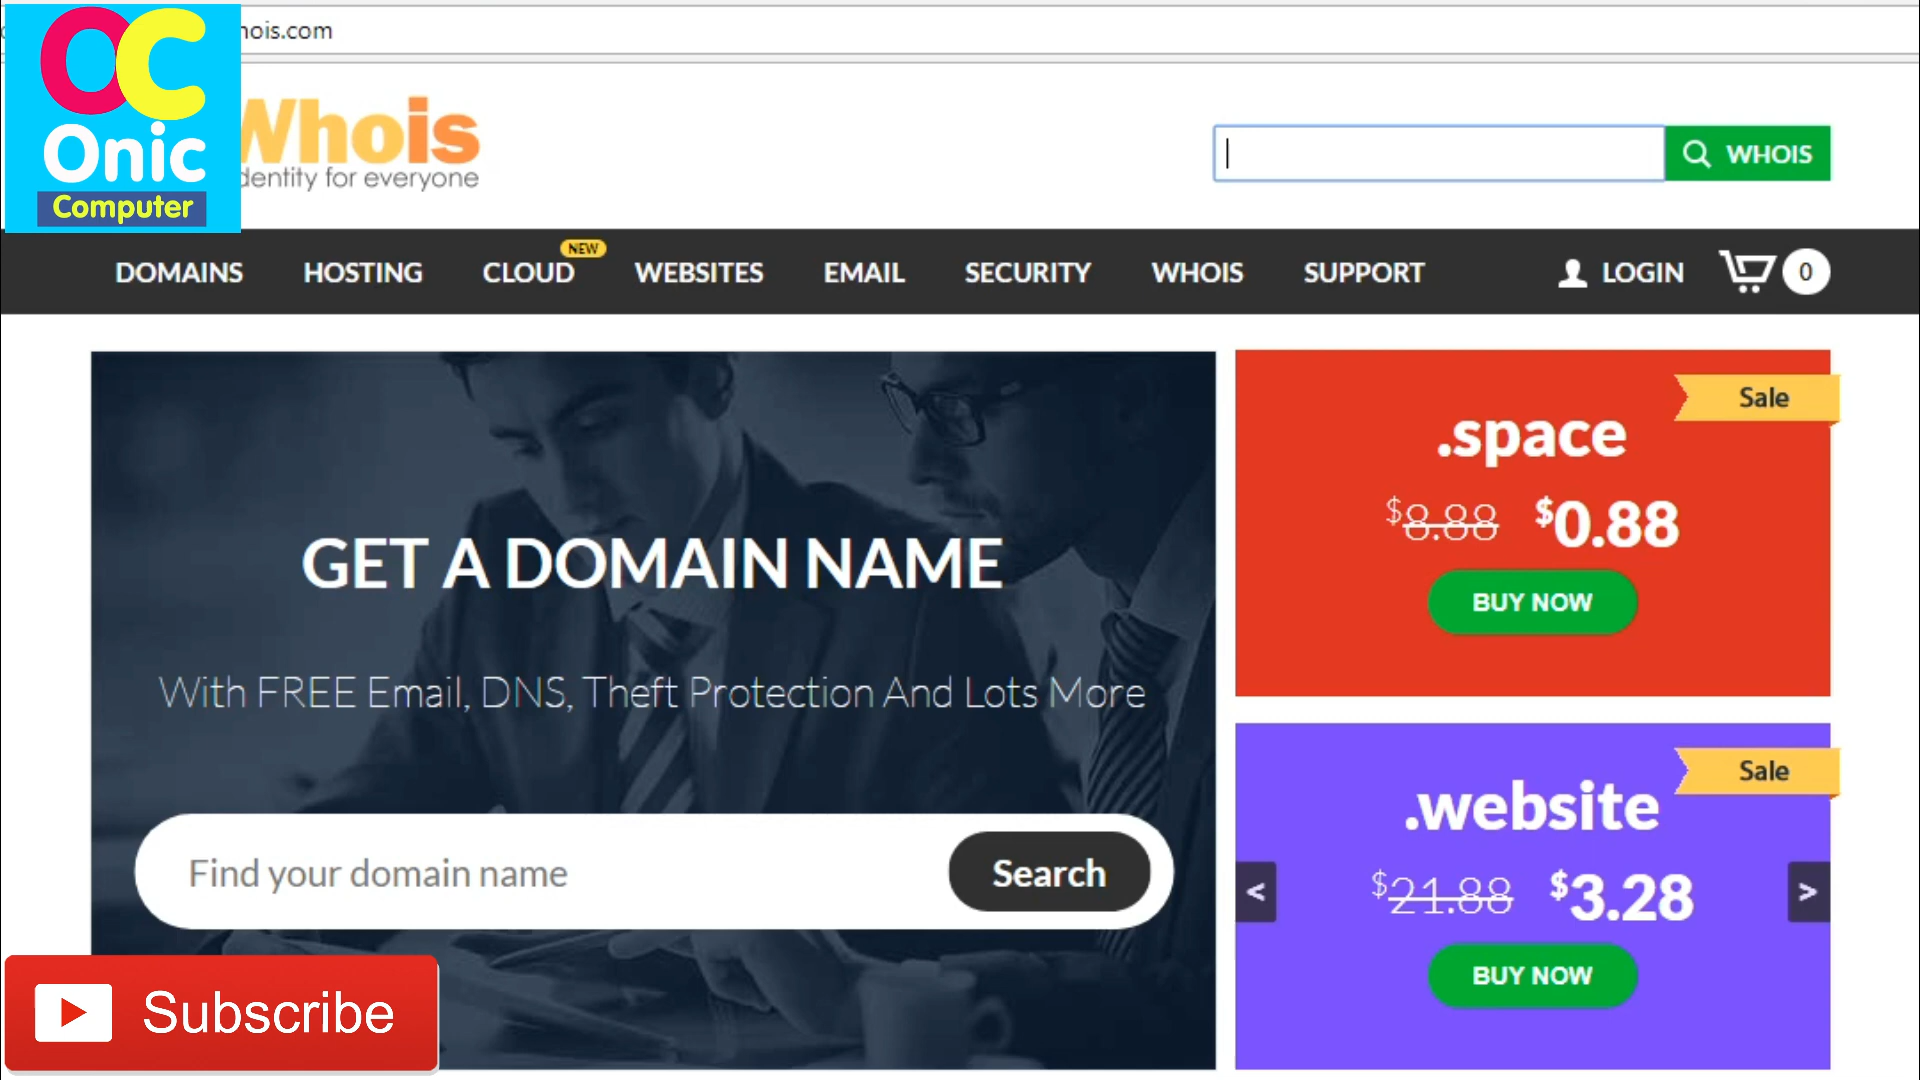 hois.com
OC
Onic
Computer
Whois
dentity for everyone
WHOIS
NEW
DOMAINS HOSTING CLOUD WEBSITES EMAIL SECURITY WHOIS SUPPORT LOGIN 0
GET A DOMAIN NAME
With FREE Email, DNS, Theft Protection And Lots More
Find your domain name Search
Sale
.space
$8.88 $0.88
BUY NOW
Sale
.website
< $21.88 $3.28 >
BUY NOW
Subscribe